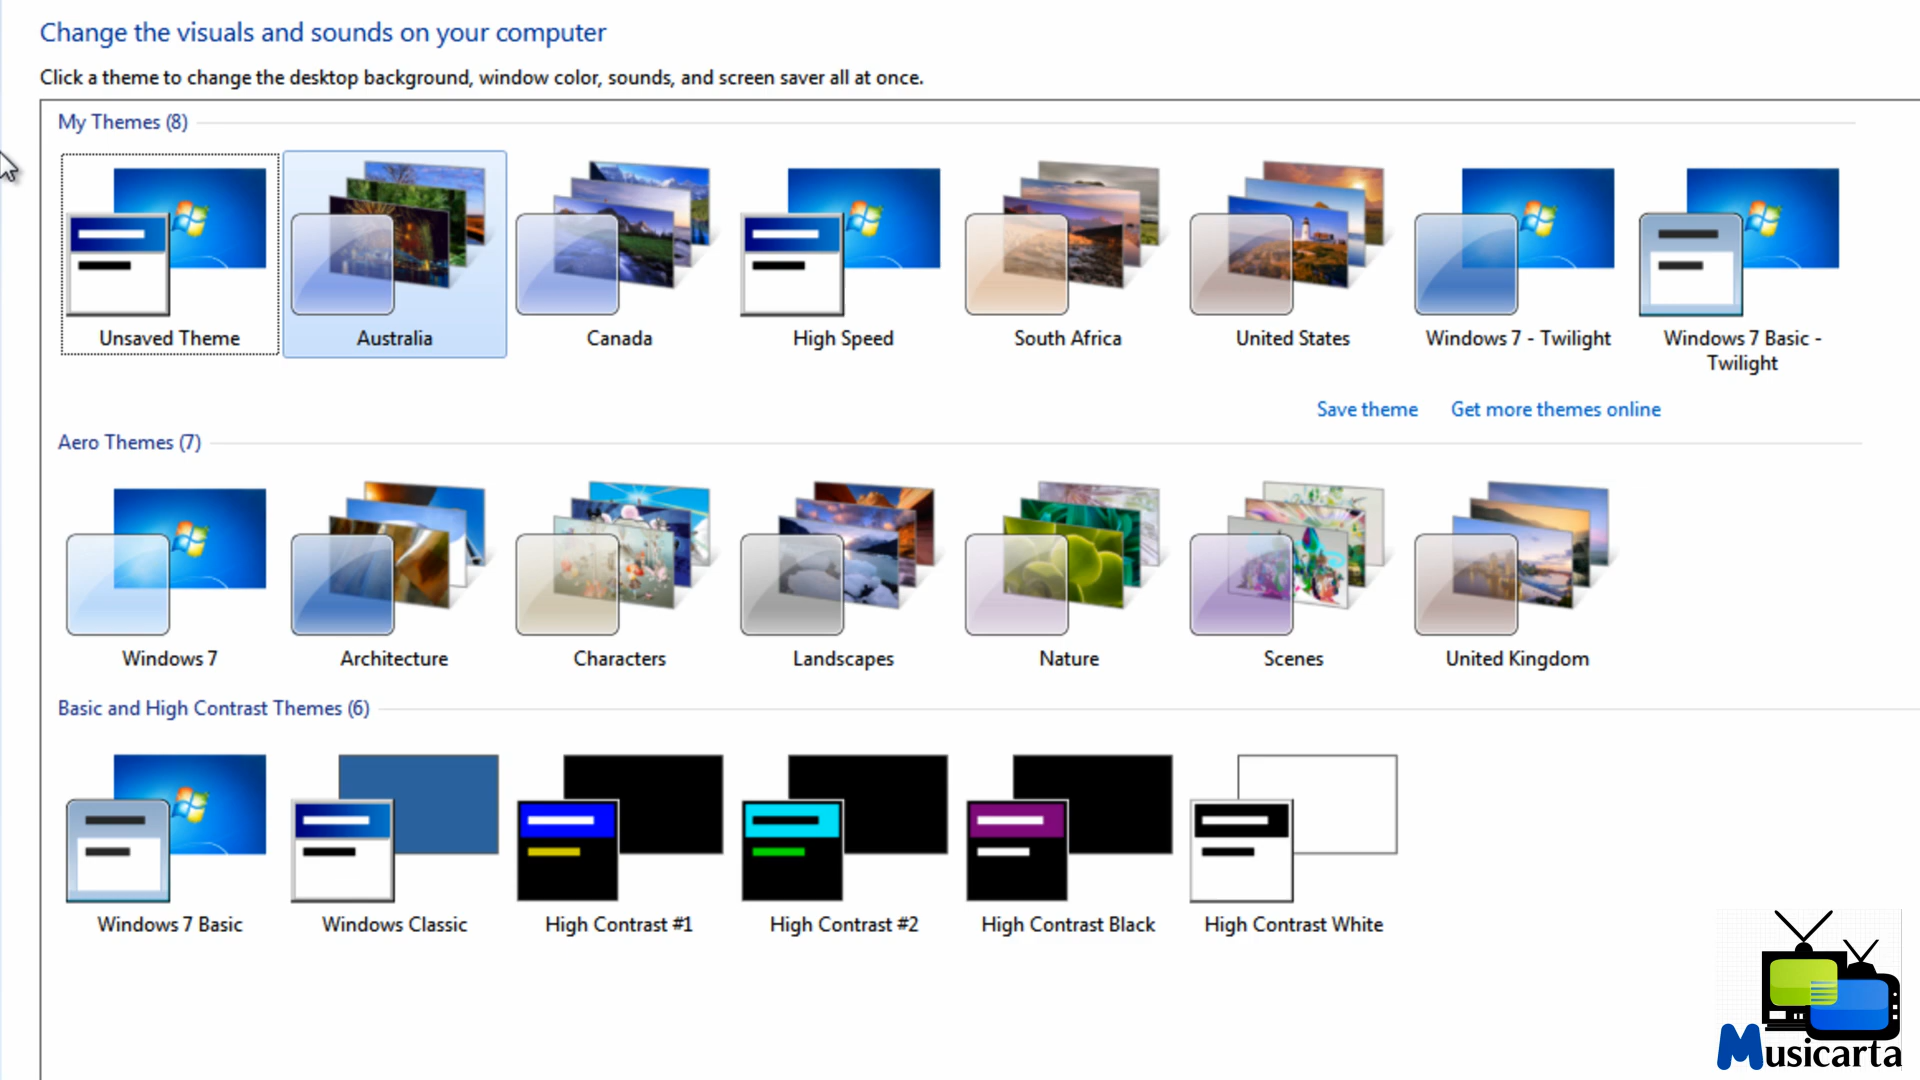 Change the visuals and sounds on your computer
Click a theme to change the desktop background, window color, sounds, and screen saver all at once.
My Themes (8)
Unsaved Theme
Australia
Canada
High Speed
South Africa
United States
Windows 7 - Twilight
Windows 7 Basic -
Twilight
Save theme
Get more themes online
Aero Themes (7)
Windows 7
Architecture
Characters
Landscapes
Nature
Scenes
United Kingdom
Basic and High Contrast Themes (6)
Windows 7 Basic
Windows Classic
High Contrast #1
High Contrast #2
High Contrast Black
High Contrast White
Musicarta